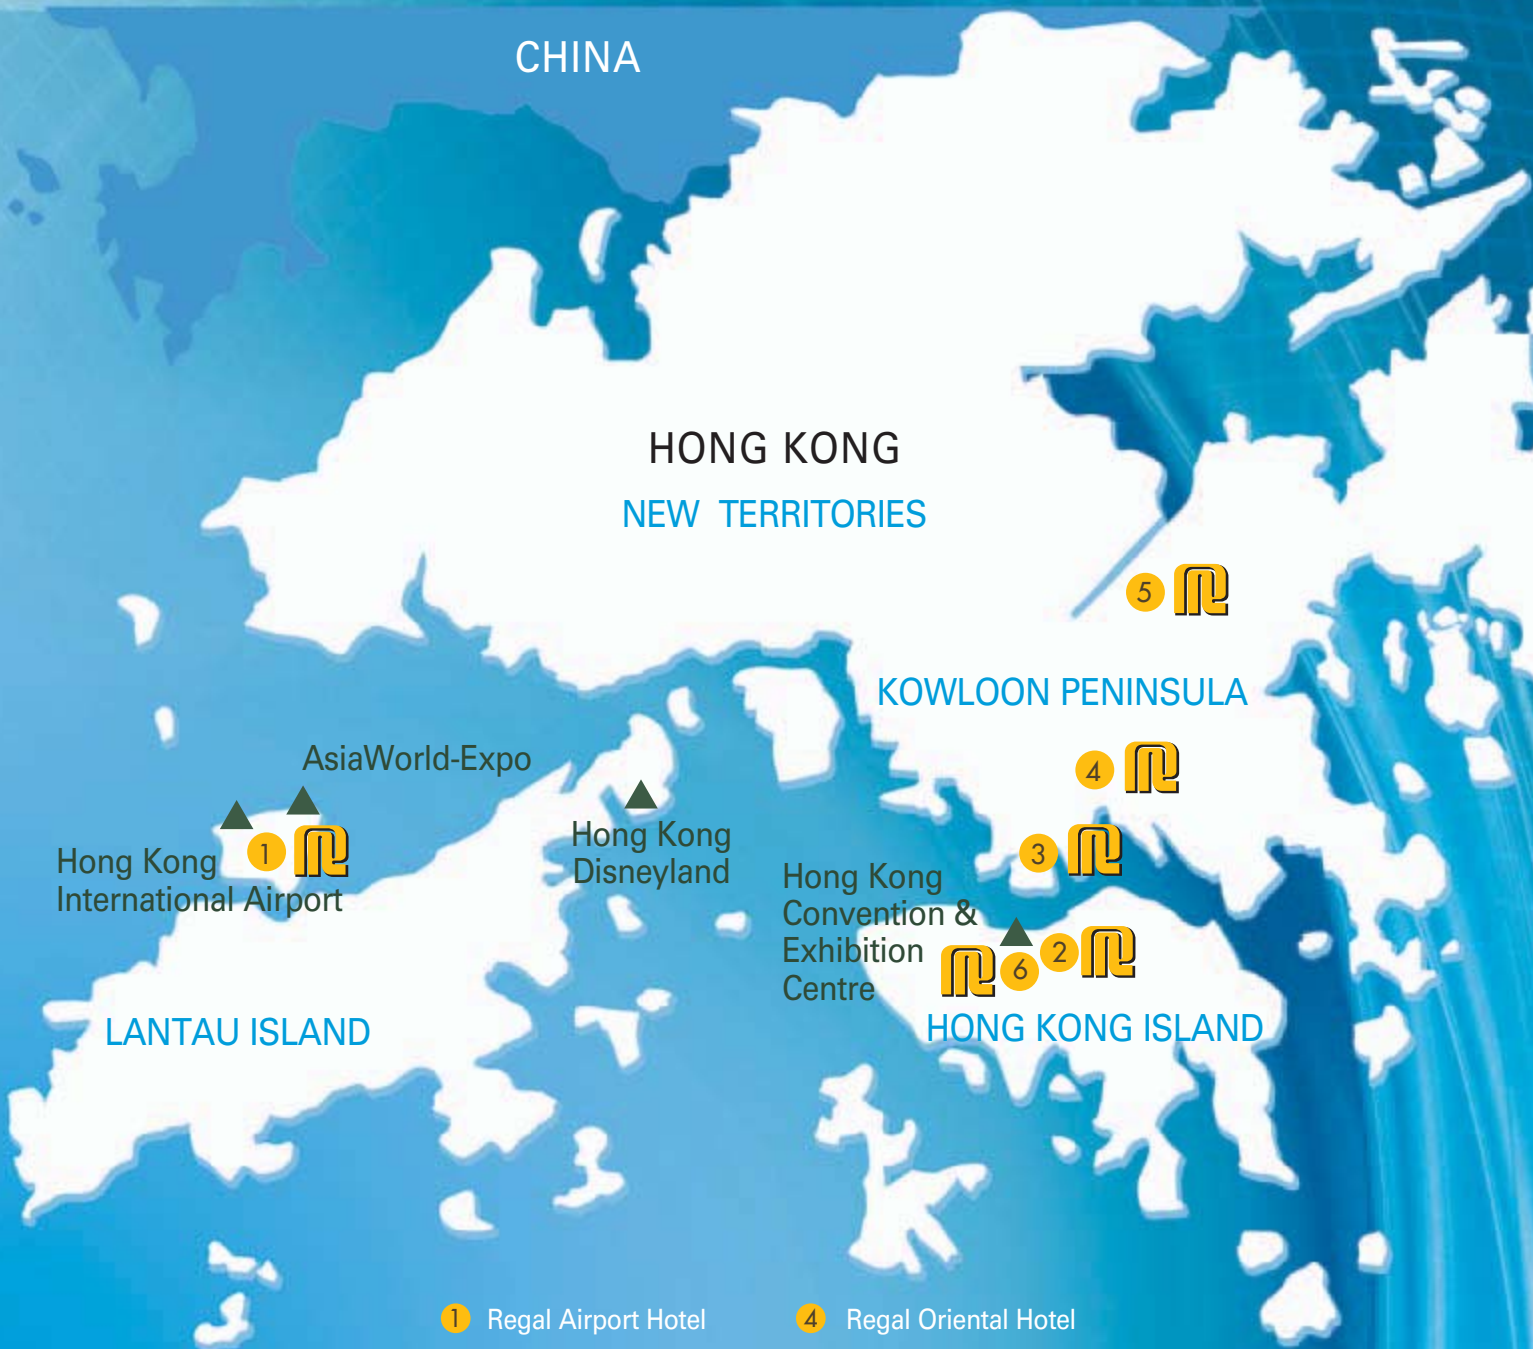 CHINA
HONG KONG
NEW TERRITORIES
5
KOWLOON PENINSULA
AsiaWorld-Expo
4
Hong Kong
Disneyland
1
Hong Kong
International Airport
3
Hong Kong
Convention &
Exhibition
Centre
2
6
LANTAU ISLAND
HONG KONG ISLAND
1 Regal Airport Hotel
4 Regal Oriental Hotel